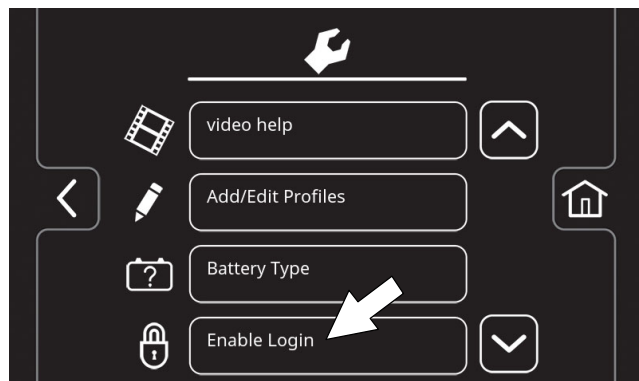 video help
Add/Edit Profiles
?
Battery Type
Enable Login